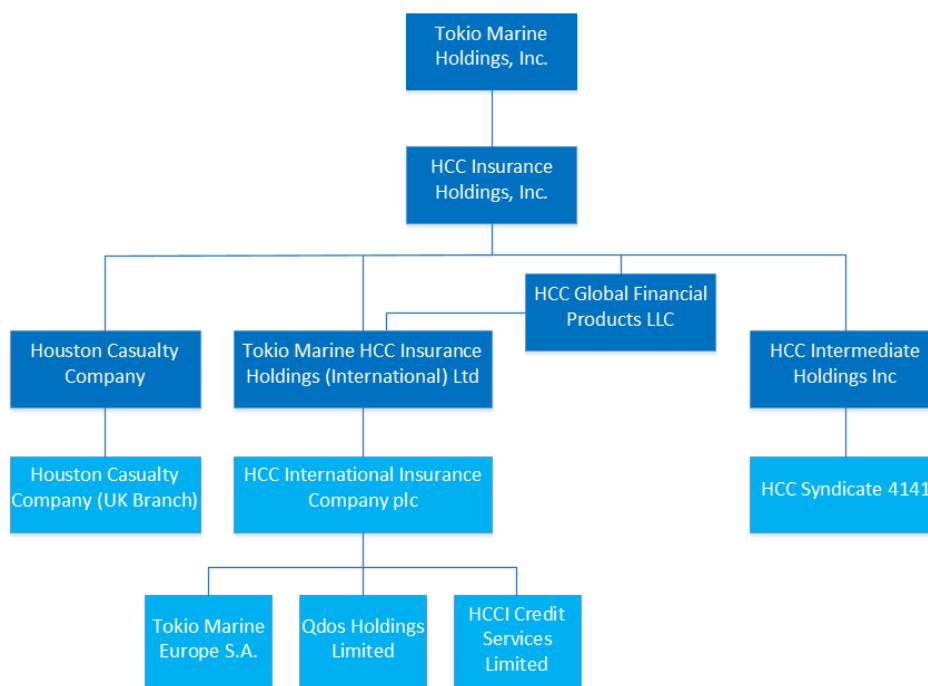 Tokio Marine
Holdings, Inc.
HCC Insurance
Holdings, Inc.
HCC Global Financial
Products LLC
Houston Casualty
Company
Tokio Marine HCC Insurance
Holdings (International) Ltd
HCC Intermediate
Holdings Inc
Houston Casualty
Company (UK Branch)
HCC International Insurance
Company plc
HCC Syndicate 4141
Tokio Marine
Europe S.A.
Qdos Holdings
Limited
HCCI Credit
Services
Limited